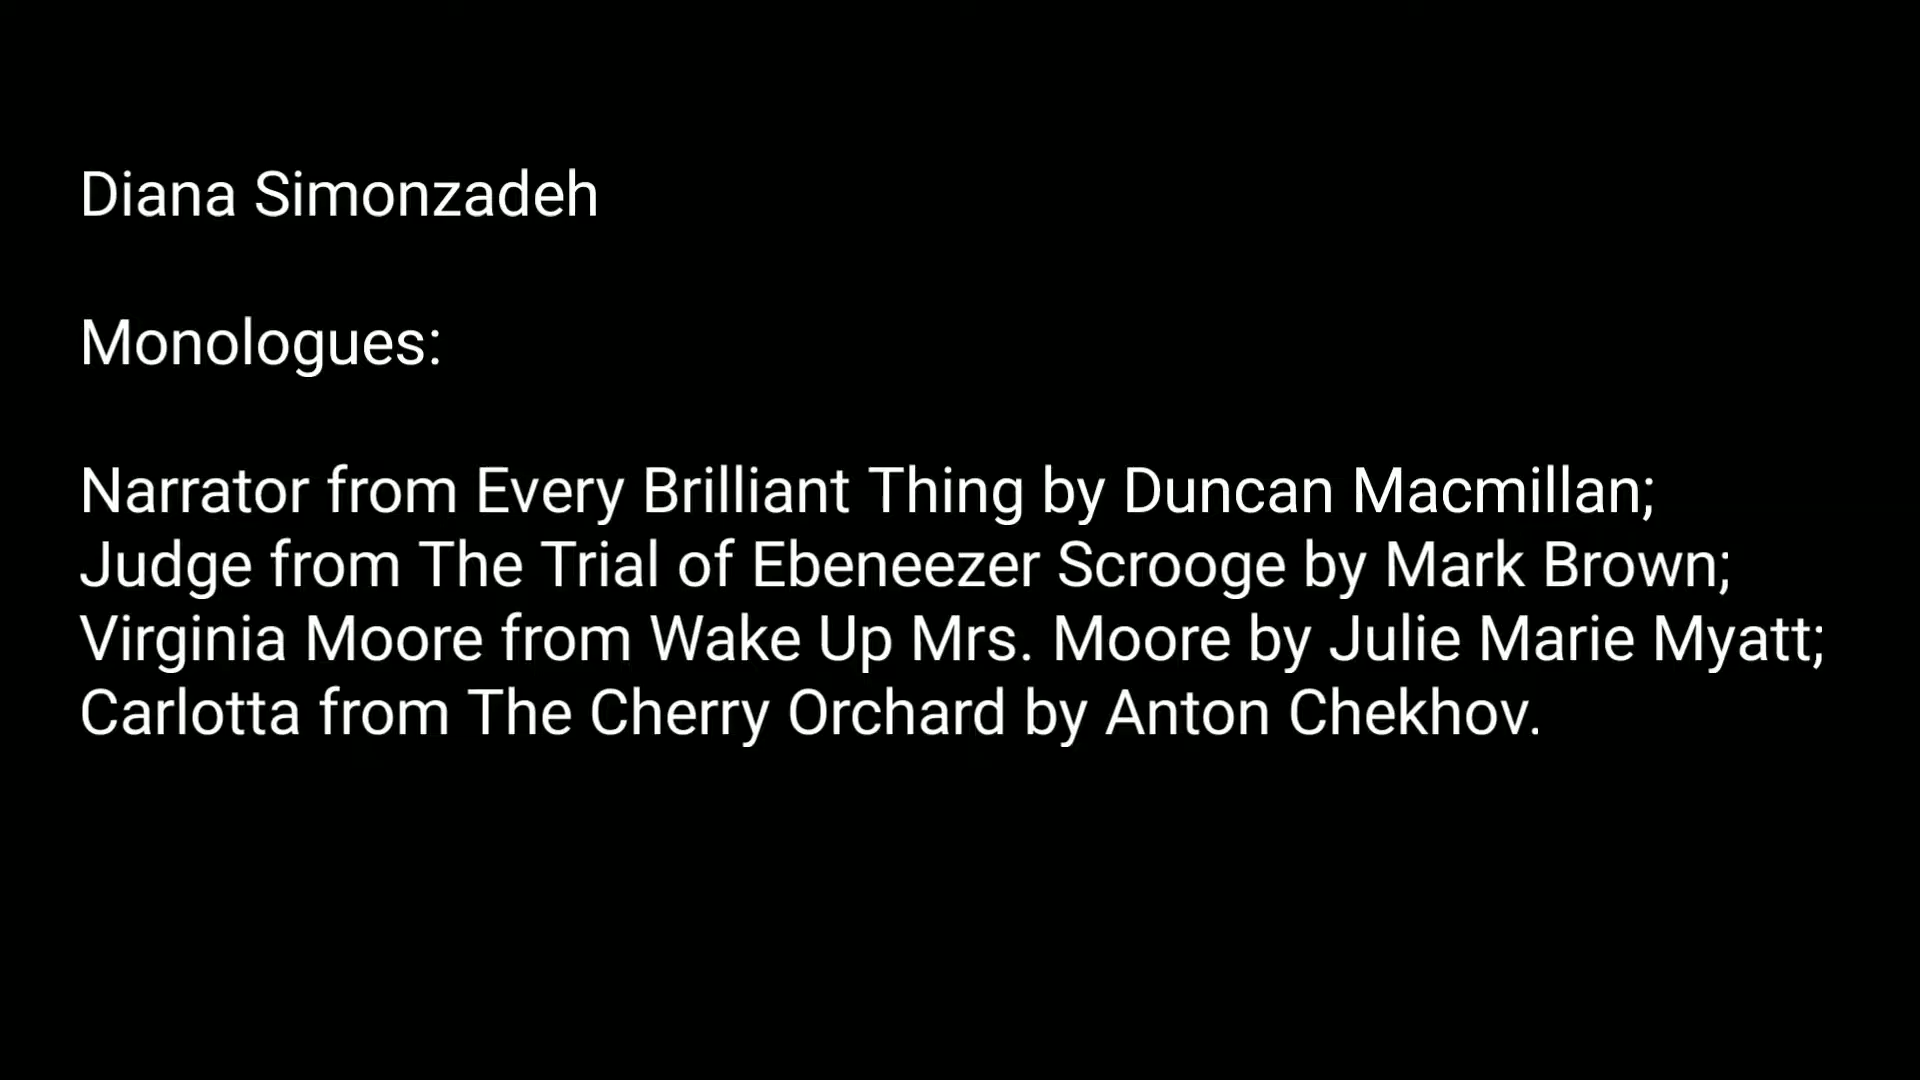 Diana Simonzadeh
Monologues:
Narrator from Every Brilliant Thing by Duncan Macmillan;
Judge from The Trial of Ebeneezer Scrooge by Mark Brown;
Virginia Moore from Wake Up Mrs. Moore by Julie Marie Myatt;
Carlotta from The Cherry Orchard by Anton Chekhov.